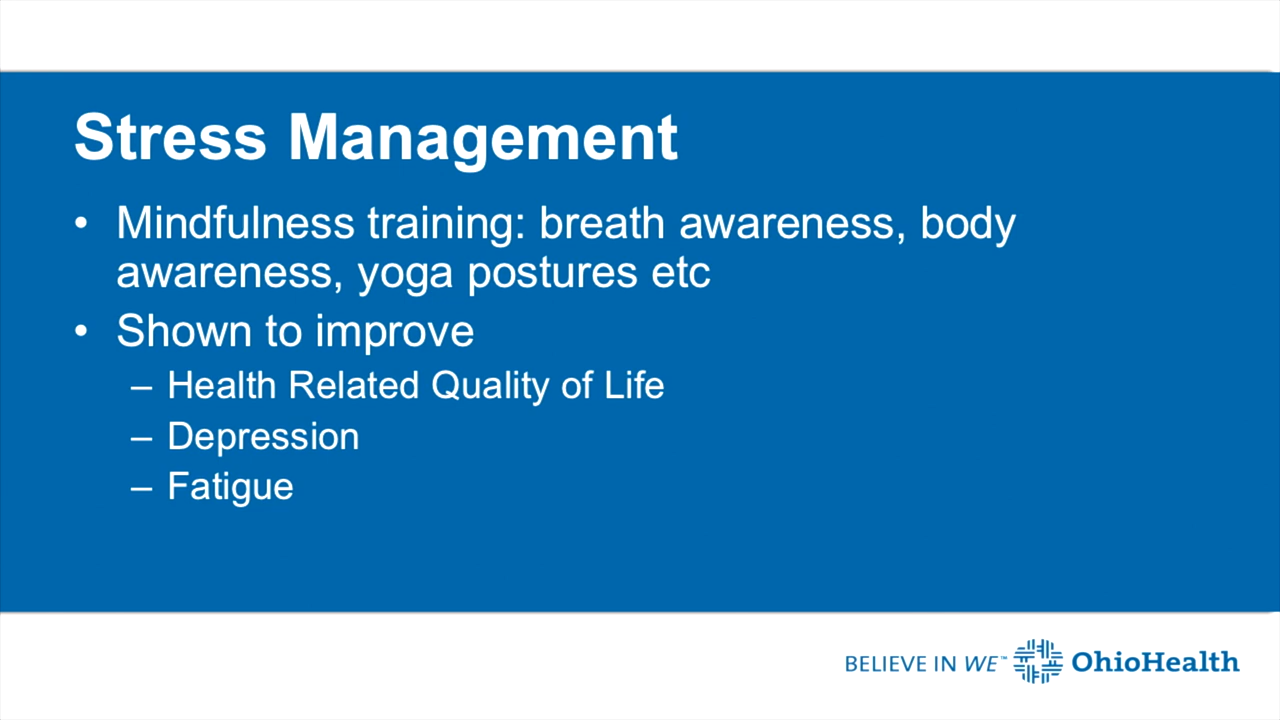 Stress Management
• Mindfulness training: breath awareness, body
awareness, yoga postures etc
• Shown to improve
– Health Related Quality of Life
– Depression
– Fatigue
BELIEVE IN WE™ OhioHealth